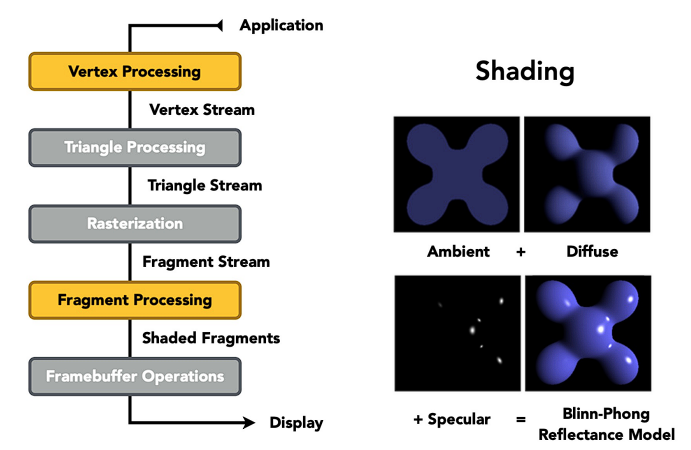 Application
Vertex Processing
Vertex Stream
Triangle Processing
Triangle Stream
Rasterization
Fragment Stream
Fragment Processing
Shaded Fragments
Framebuffer Operations
Display
Shading
Ambient + Diffuse
+ Specular = Blinn-Phong
Reflectance Model